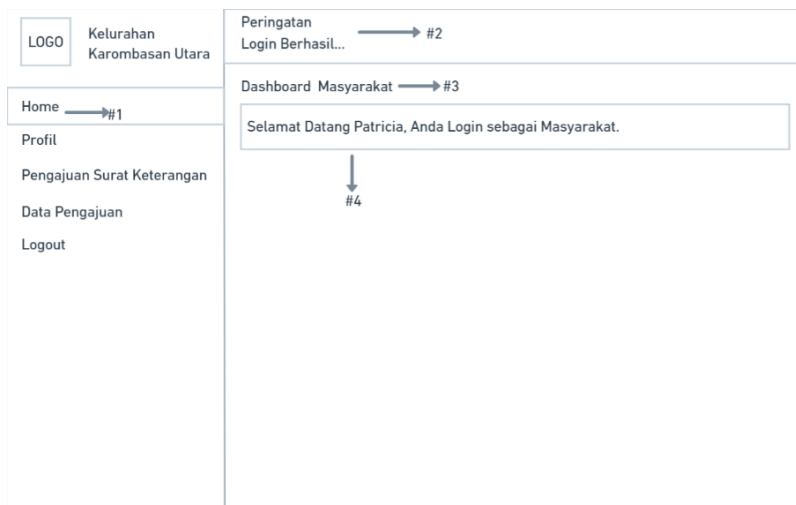 LOGO
Kelurahan
Karombasan Utara
Home #1
Profil
Pengajuan Surat Keterangan
Data Pengajuan
Logout
Peringatan
Login Berhasil... #2
Dashboard Masyarakat #3
Selamat Datang Patricia, Anda Login sebagai Masyarakat.
#4